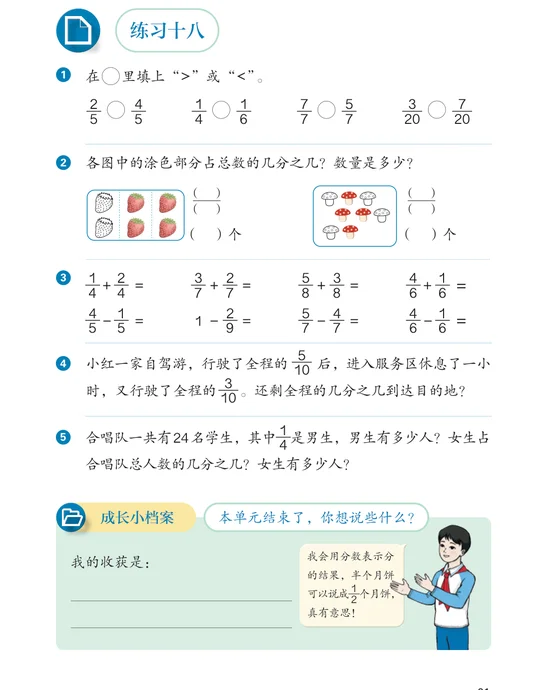 练习十八
1 在○里填上“>”或“<”。
2/5 ○ 4/5 1/4 ○ 1/6 7/7 ○ 5/7 3/20 ○ 7/20
2 各图中的涂色部分占总数的几分之几？数量是多少？
( )/( ) ( )/( )
( )个 ( )个
3 1/4+2/4= 3/7+2/7= 5/8+3/8= 4/6+1/6=
4/5-1/5= 1-2/9= 5/7-4/7= 4/6-1/6=
4 小红一家自驾游，行驶了全程的5/10后，进入服务区休息了一小
时，又行驶了全程的3/10。还剩全程的几分之几到达目的地？
5 合唱队一共有24名学生，其中1/4是男生，男生有多少人？女生占
合唱队总人数的几分之几？女生有多少人？
成长小档案 本单元结束了，你想说些什么？
我的收获是：
我会用分数表示分
的结果，半个月饼
可以说成1/2个月饼，
真有意思！